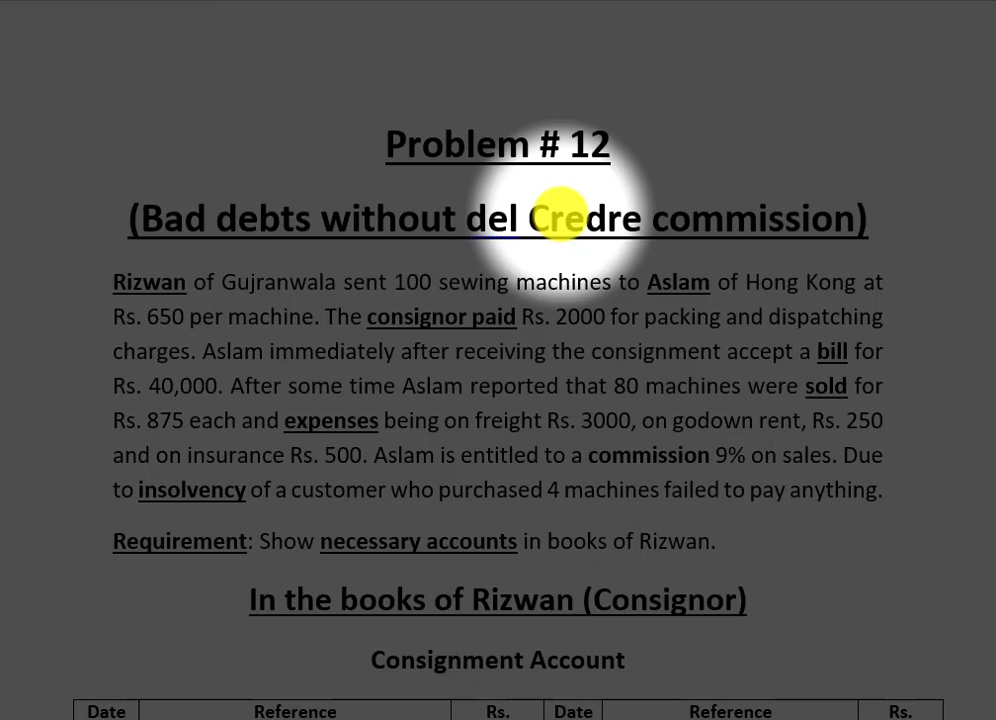 Problem # 12
(Bad debts without del Credre commission)
Rizwan of Gujranwala sent 100 sewing machines to Aslam of Hong Kong at
Rs. 650 per machine. The consignor paid Rs. 2000 for packing and dispatching
charges. Aslam immediately after receiving the consignment accept a bill for
Rs. 40,000. After some time Aslam reported that 80 machines were sold for
Rs. 875 each and expenses being on freight Rs. 3000, on godown rent, Rs. 250
and on insurance Rs. 500. Aslam is entitled to a commission 9% on sales. Due
to insolvency of a customer who purchased 4 machines failed to pay anything.
Requirement: Show necessary accounts in books of Rizwan.
In the books of Rizwan (Consignor)
Consignment Account
Date Reference Rs. Date Reference Rs.